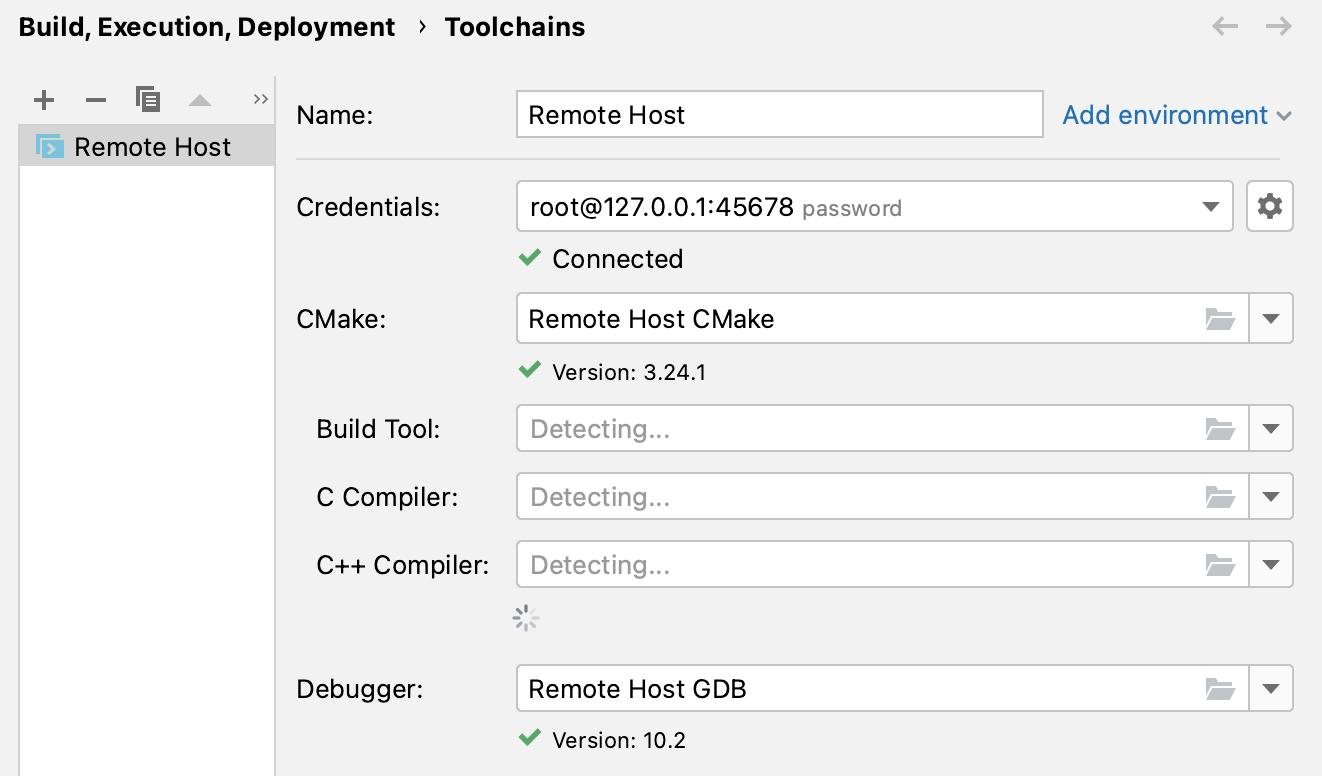 Build, Execution, Deployment › Toolchains
Remote Host
Name: Remote Host Add environment
Credentials: root@127.0.0.1:45678 password
Connected
CMake: Remote Host CMake
Version: 3.24.1
Build Tool: Detecting...
C Compiler: Detecting...
C++ Compiler: Detecting...
Debugger: Remote Host GDB
Version: 10.2